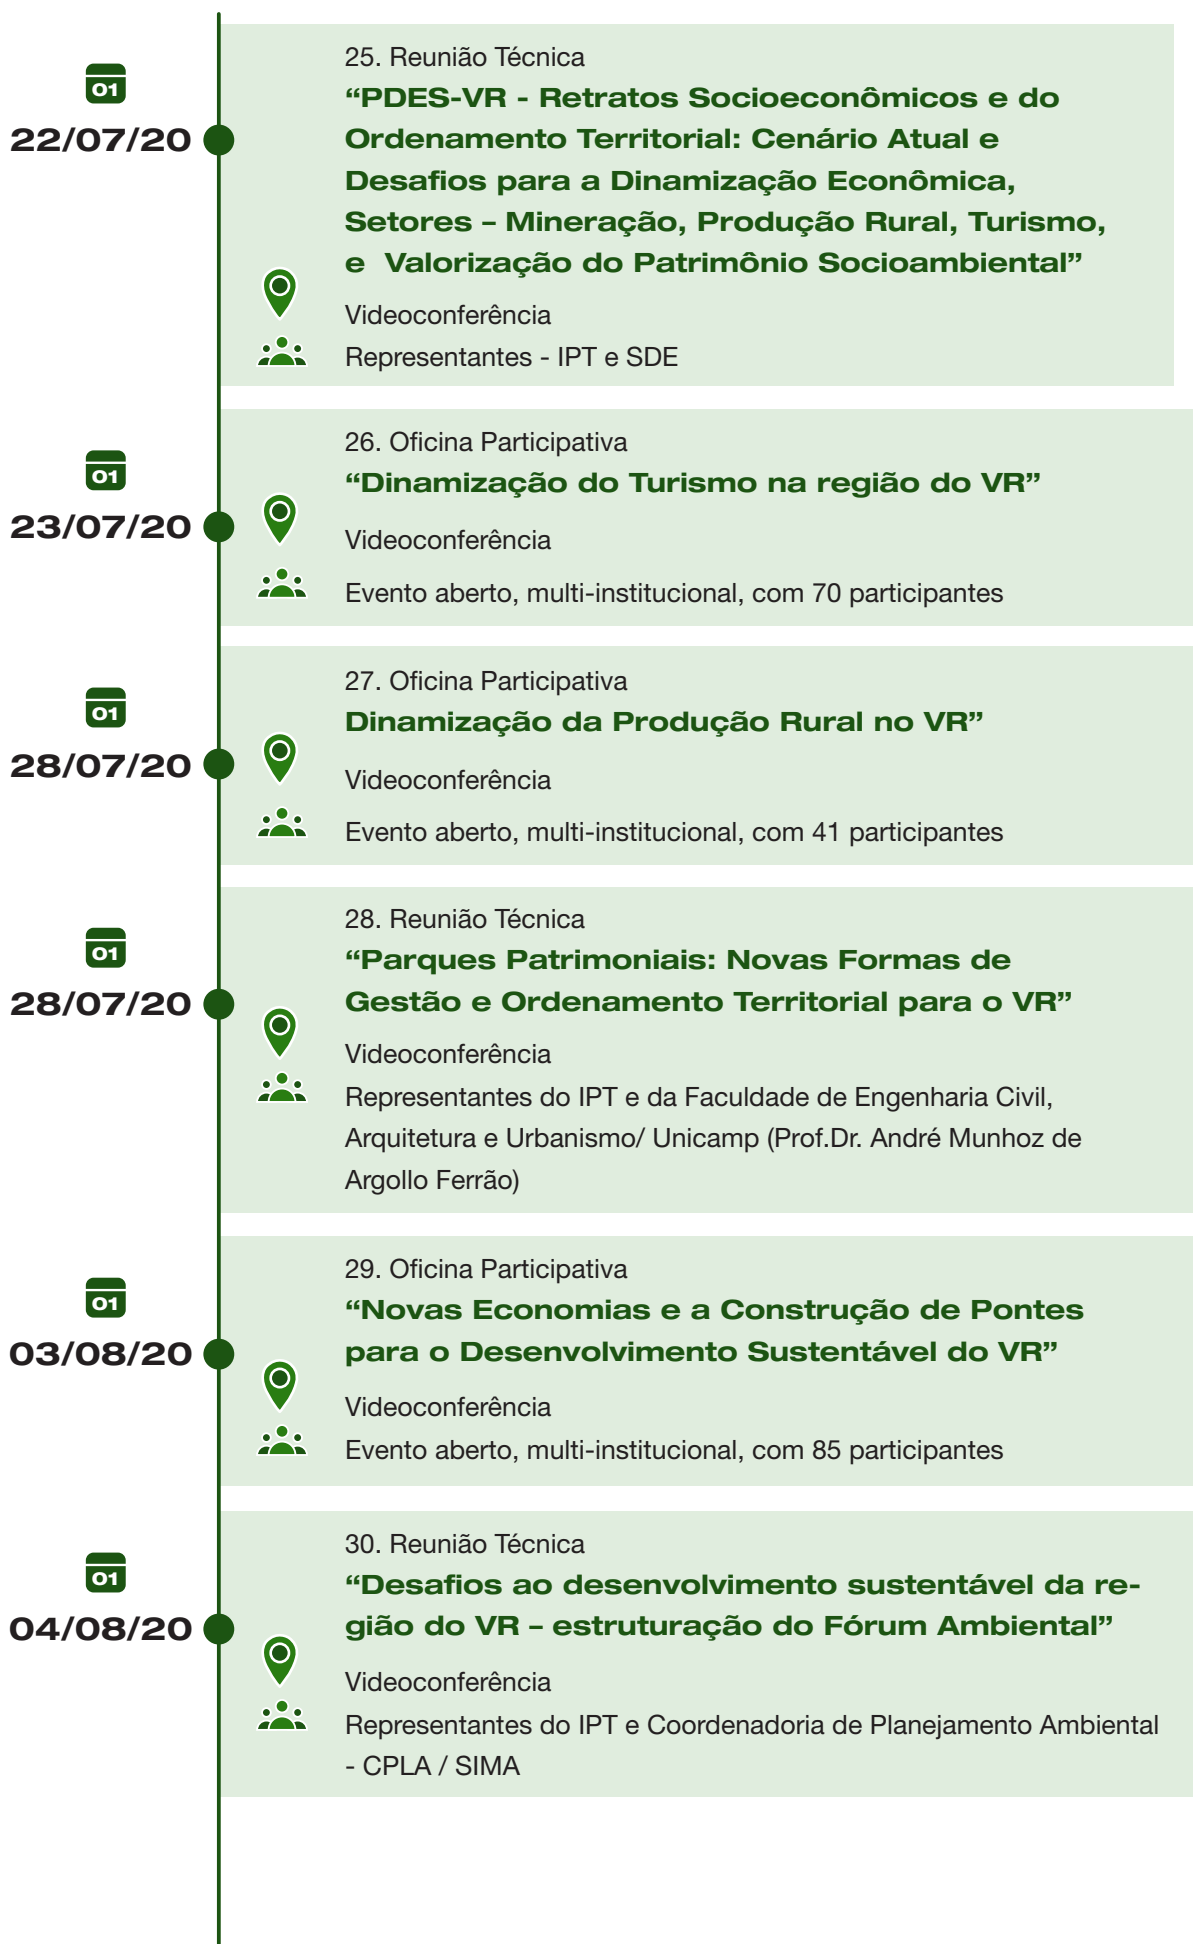 25. Reunião Técnica
01
“PDES-VR - Retratos Socioeconômicos e do
22/07/20
Ordenamento Territorial: Cenário Atual e
Desafios para a Dinamização Econômica,
Setores – Mineração, Produção Rural, Turismo,
e  Valorização do Patrimônio Socioambiental”
Videoconferência
Representantes - IPT e SDE
26. Oficina Participativa
01
“Dinamização do Turismo na região do VR”
23/07/20
Videoconferência
Evento aberto, multi-institucional, com 70 participantes
27. Oficina Participativa
01
Dinamização da Produção Rural no VR”
28/07/20
Videoconferência
Evento aberto, multi-institucional, com 41 participantes
28. Reunião Técnica
01
“Parques Patrimoniais: Novas Formas de
28/07/20
Gestão e Ordenamento Territorial para o VR”
Videoconferência
Representantes do IPT e da Faculdade de Engenharia Civil,
Arquitetura e Urbanismo/ Unicamp (Prof.Dr. André Munhoz de
Argollo Ferrão)
29. Oficina Participativa
01
“Novas Economias e a Construção de Pontes
03/08/20
para o Desenvolvimento Sustentável do VR”
Videoconferência
Evento aberto, multi-institucional, com 85 participantes
30. Reunião Técnica
01
“Desafios ao desenvolvimento sustentável da re-
04/08/20
gião do VR – estruturação do Fórum Ambiental”
Videoconferência
Representantes do IPT e Coordenadoria de Planejamento Ambiental
- CPLA / SIMA